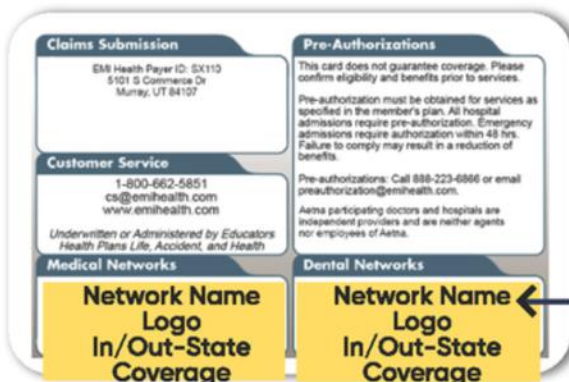 Claims Submission
EMI Health Payer ID: SX110
5101 S Commerce Dr
Murray, UT 84107
Customer Service
1-800-662-5851
cs@emihealth.com
www.emihealth.com
Underwritten or Administered by Educators
Health Plans Life, Accident, and Health
Medical Networks
Network Name
Logo
In/Out-State
Coverage
Pre-Authorizations
This card does not guarantee coverage. Please
confirm eligibility and benefits prior to services.
Pre-authorization must be obtained for services as
specified in the member's plan. All hospital
admissions require pre-authorization. Emergency
admissions require authorization within 48 hrs.
Failure to comply may result in a reduction of
benefits.
Pre-authorizations: Call 888-223-6866 or email
preauthorization@emihealth.com.
Aetna participating doctors and hospitals are
independent providers and are neither agents
nor employees of Aetna.
Dental Networks
Network Name
Logo
In/Out-State
Coverage